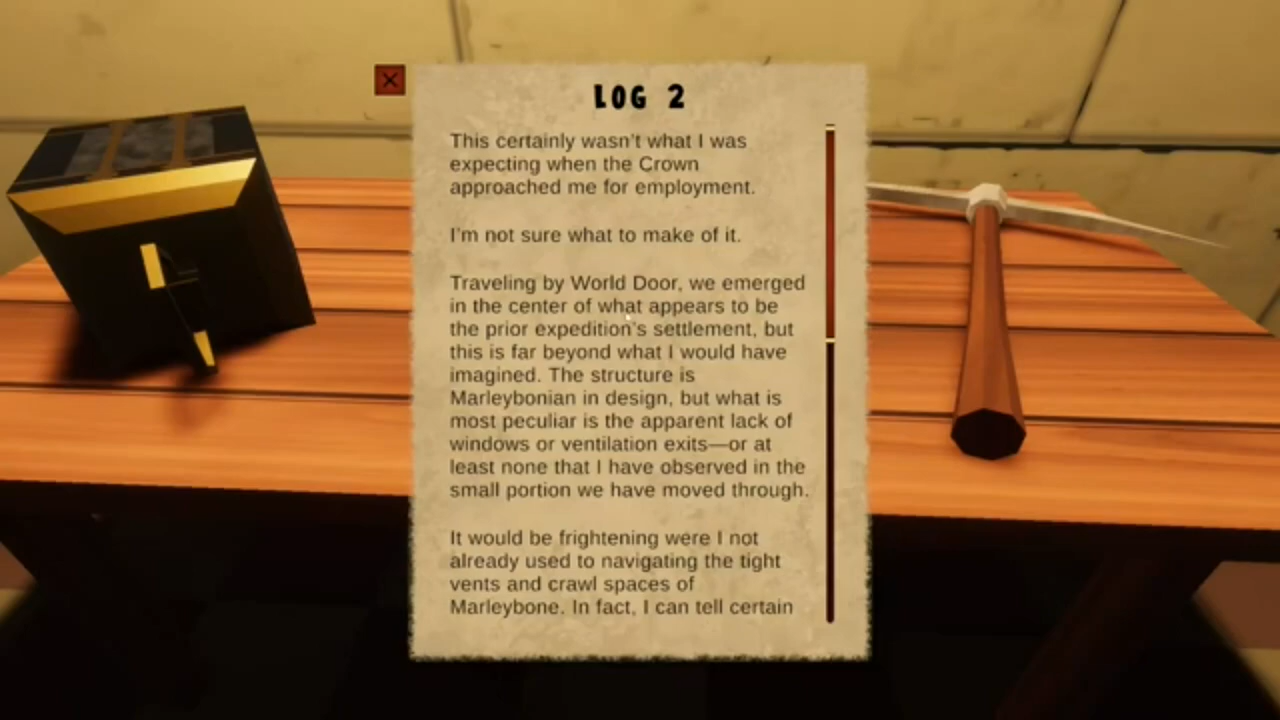 LOG 2
This certainly wasn't what I was
expecting when the Crown
approached me for employment.
I'm not sure what to make of it.
Traveling by World Door, we emerged
in the center of what appears to be
the prior expedition's settlement, but
this is far beyond what I would have
imagined. The structure is
Marleybonian in design, but what is
most peculiar is the apparent lack of
windows or ventilation exits—or at
least none that I have observed in the
small portion we have moved through.
It would be frightening were I not
already used to navigating the tight
vents and crawl spaces of
Marleybone. In fact, I can tell certain